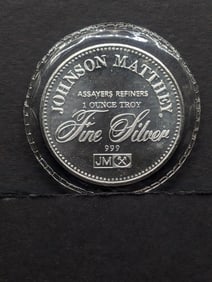 JOHNSON MATTHEY
ASSAYERS REFINERS
1 OUNCE TROY
Fine Silver
999
JM